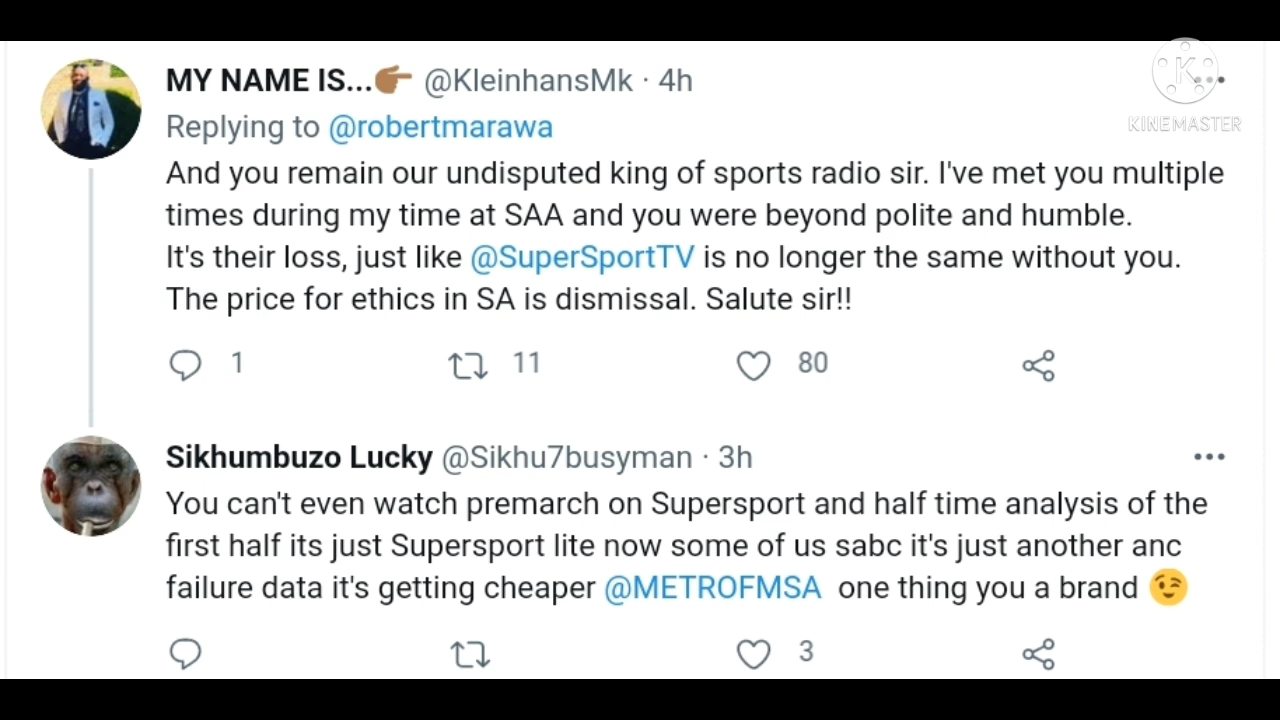 MY NAME IS...👉🏾 @KleinhansMk · 4h
KINEMASTER
Replying to @robertmarawa
And you remain our undisputed king of sports radio sir. I've met you multiple
times during my time at SAA and you were beyond polite and humble.
It's their loss, just like @SuperSportTV is no longer the same without you.
The price for ethics in SA is dismissal. Salute sir!!
1 11 80
Sikhumbuzo Lucky @Sikhu7busyman · 3h
You can't even watch premarch on Supersport and half time analysis of the
first half its just Supersport lite now some of us sabc it's just another anc
failure data it's getting cheaper @METROFMSA one thing you a brand 😉
3